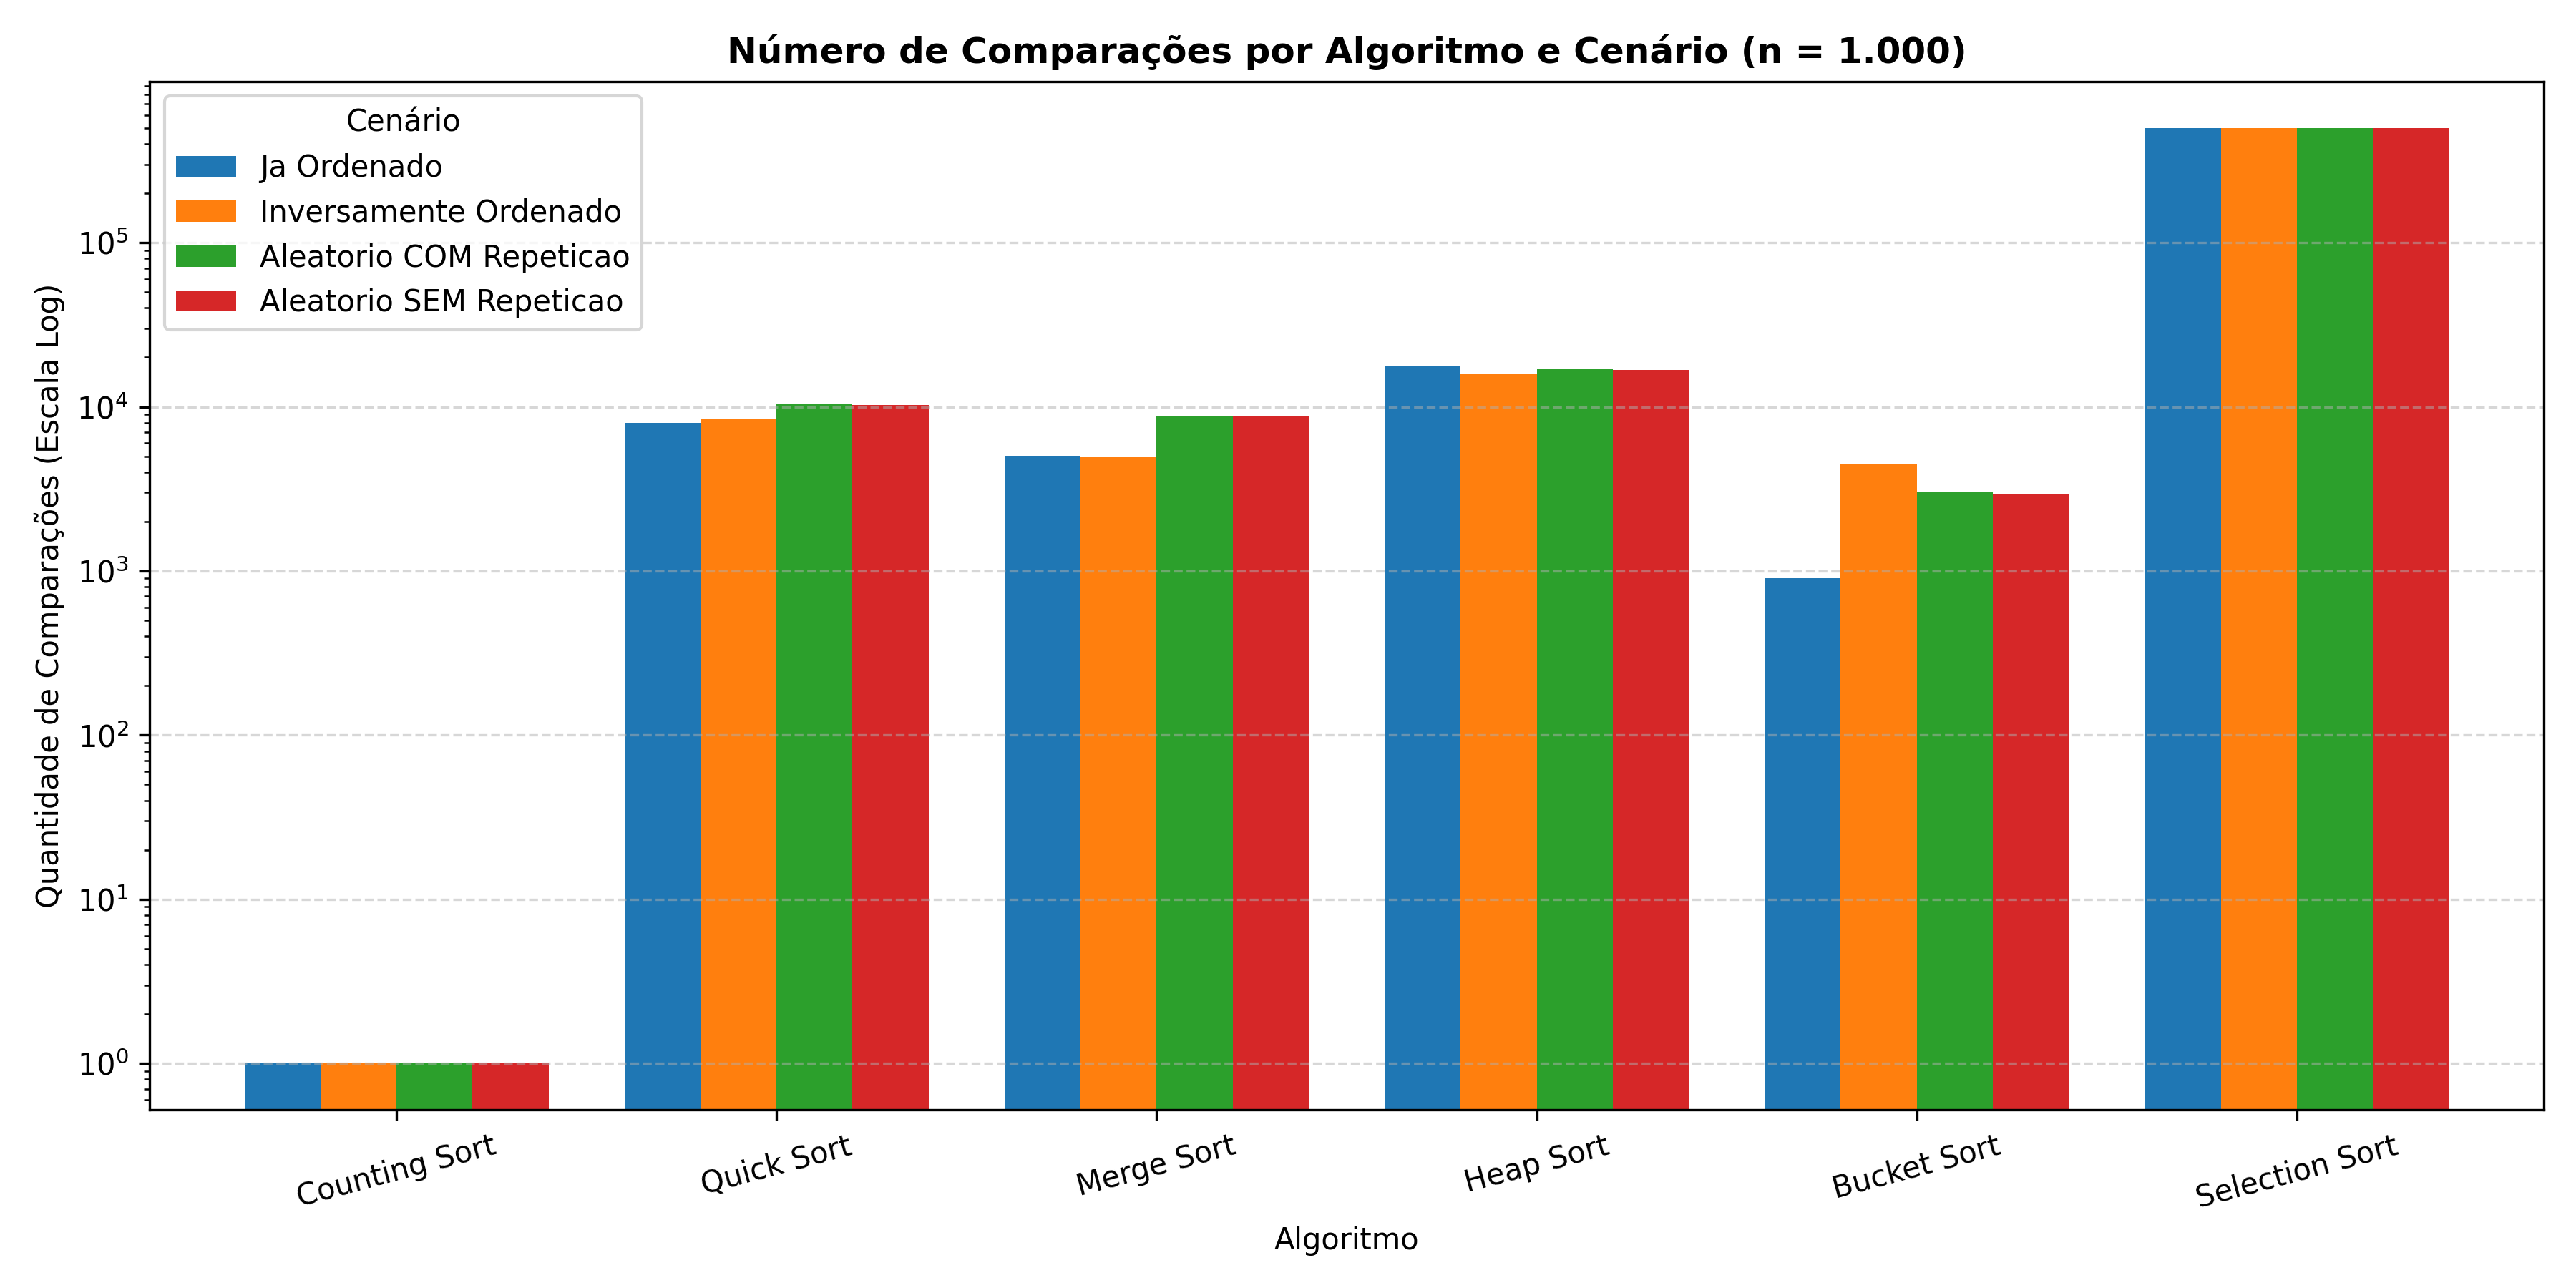 Número de Comparações por Algoritmo e Cenário (n = 1.000)
Cenário
Ja Ordenado
Inversamente Ordenado
Aleatorio COM Repeticao
Aleatorio SEM Repeticao
Quantidade de Comparações (Escala Log)
10⁵
10⁴
10³
10²
10¹
10⁰
Counting Sort
Quick Sort
Merge Sort
Heap Sort
Bucket Sort
Selection Sort
Algoritmo